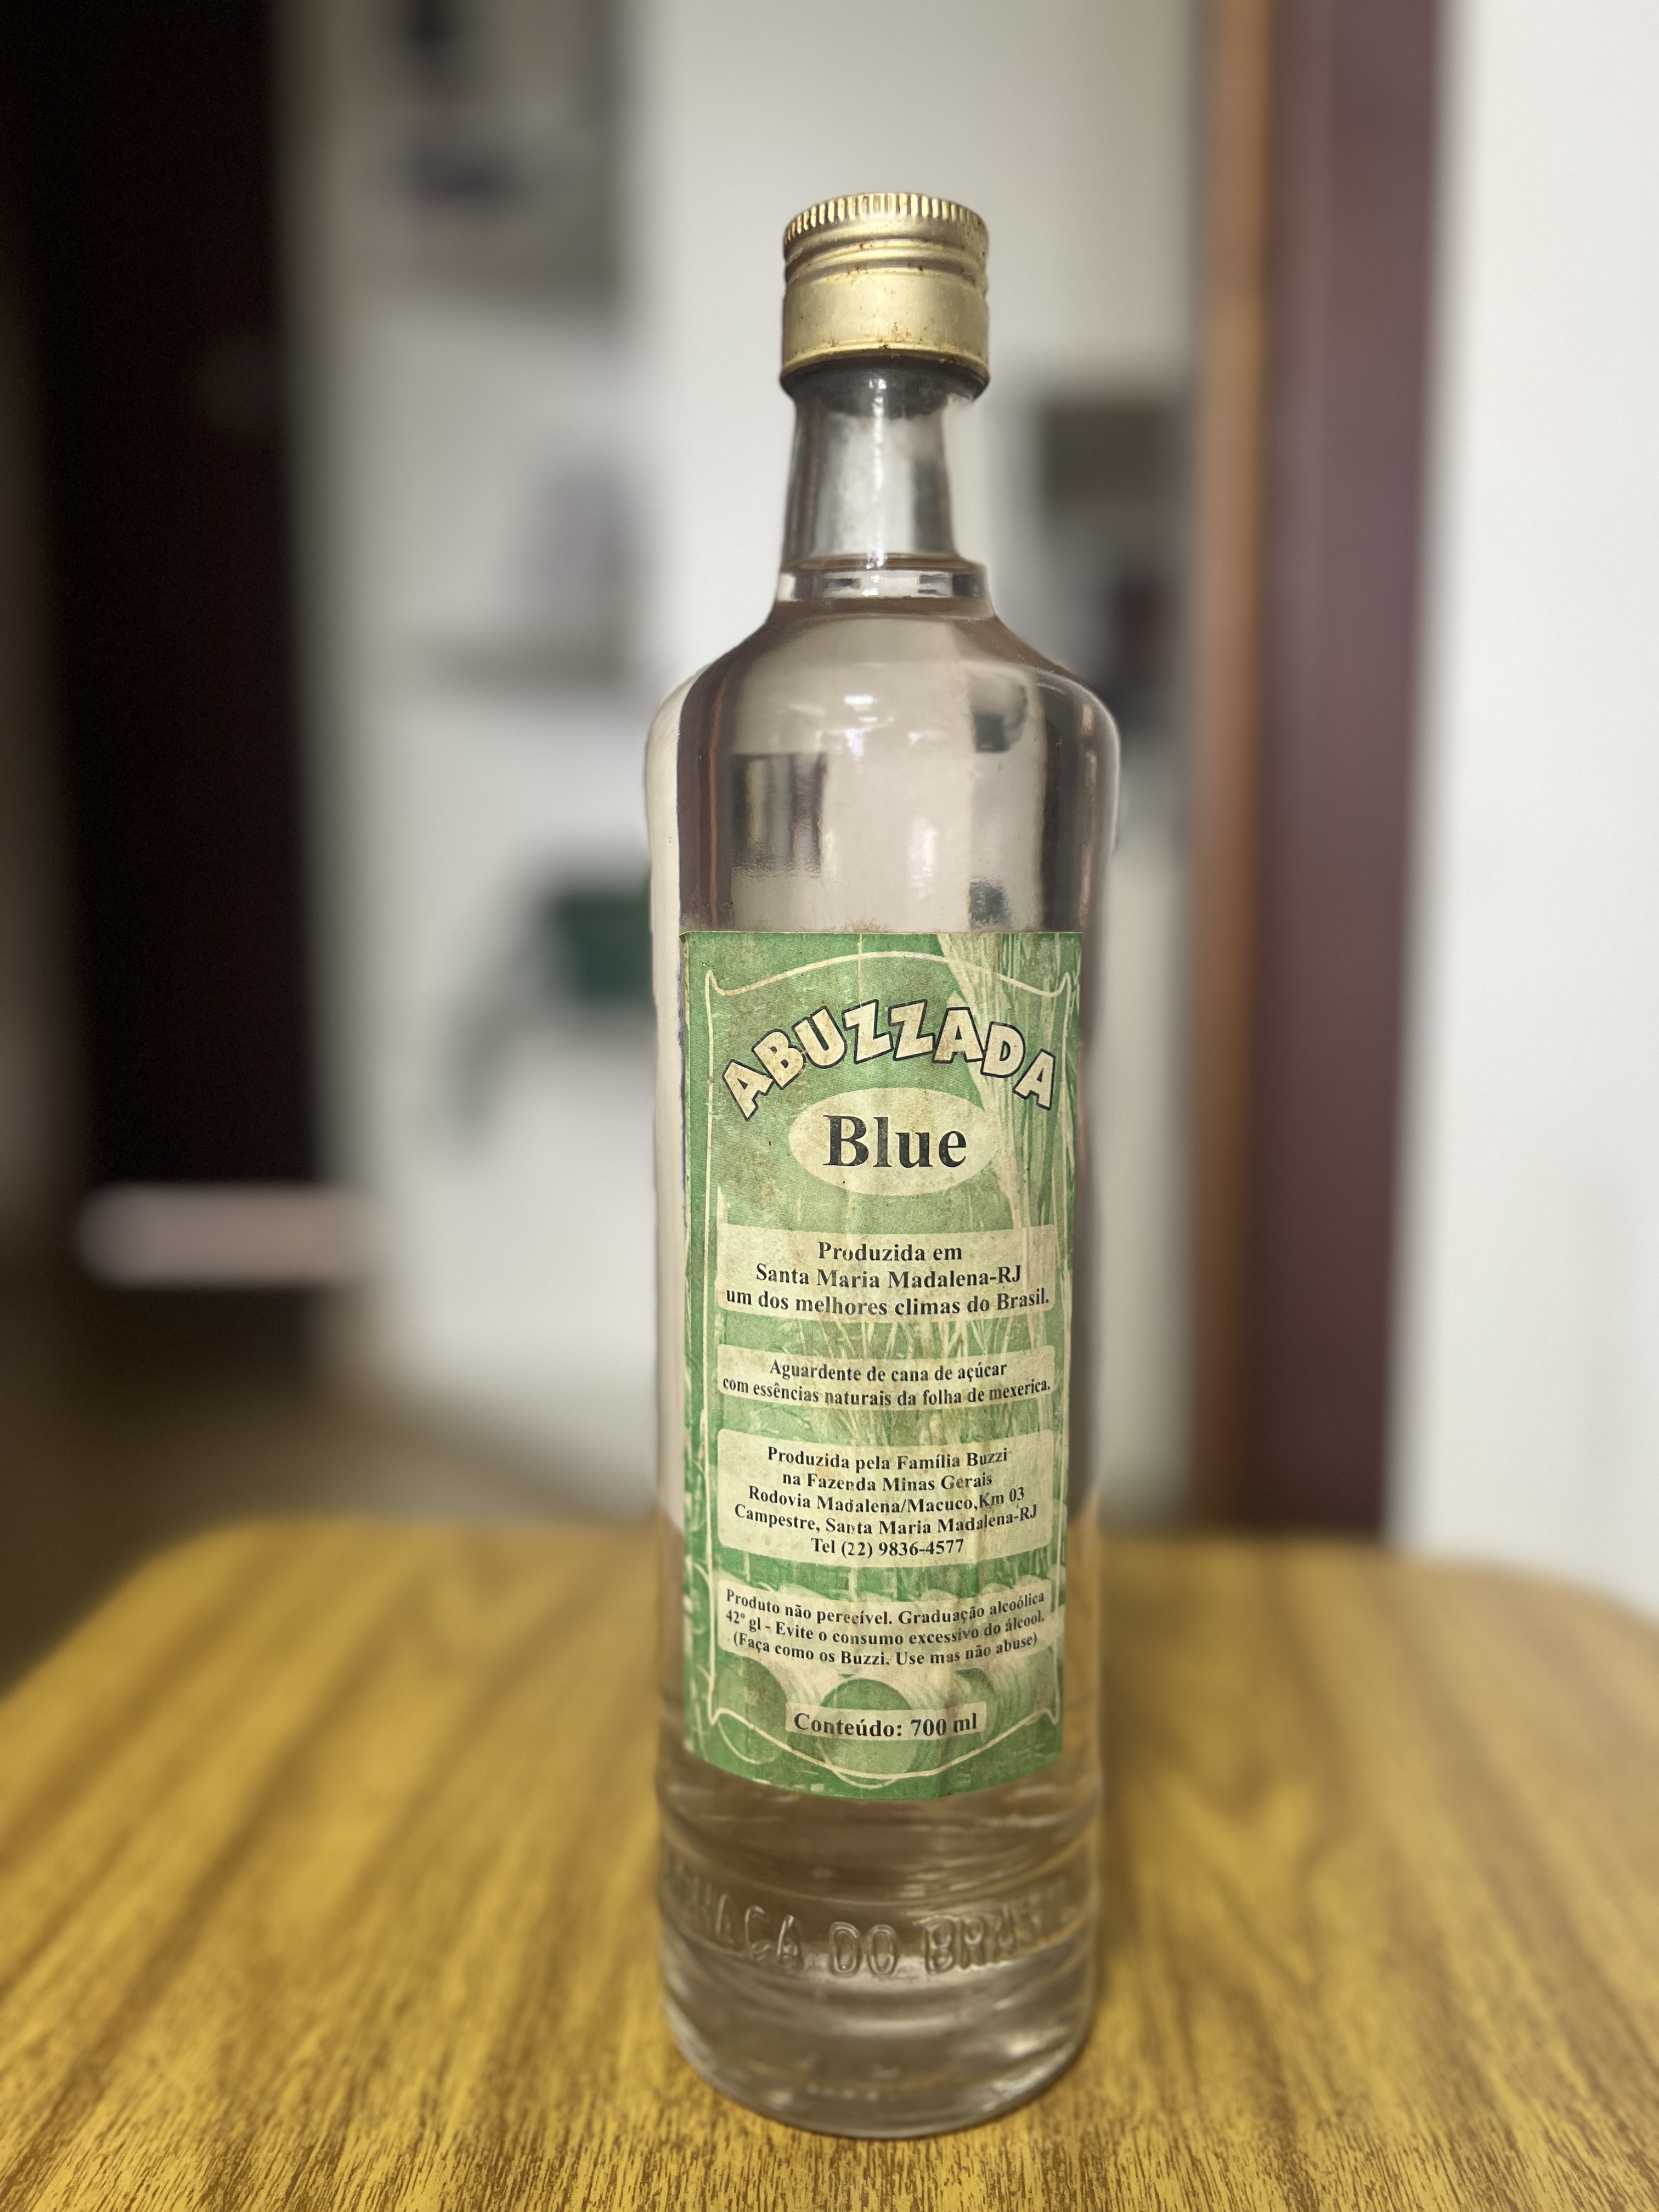 ABUZZADA
Blue
Produzida em
Santa Maria Madalena-RJ
um dos melhores climas do Brasil.
Aguardente de cana de açúcar
com essências naturais da folha de mexerica.
Produzida pela Família Buzzi
na Fazenda Minas Gerais
Rodovia Madalena/Macuco,Km 03
Campestre, Santa Maria Madalena-RJ
Tel (22) 9836-4577
Produto não perecível. Graduação alcoólica
42º gl - Evite o consumo excessivo do álcool.
(Faça como os Buzzi. Use mas não abuse)
Conteúdo: 700 ml
DO BRASIL